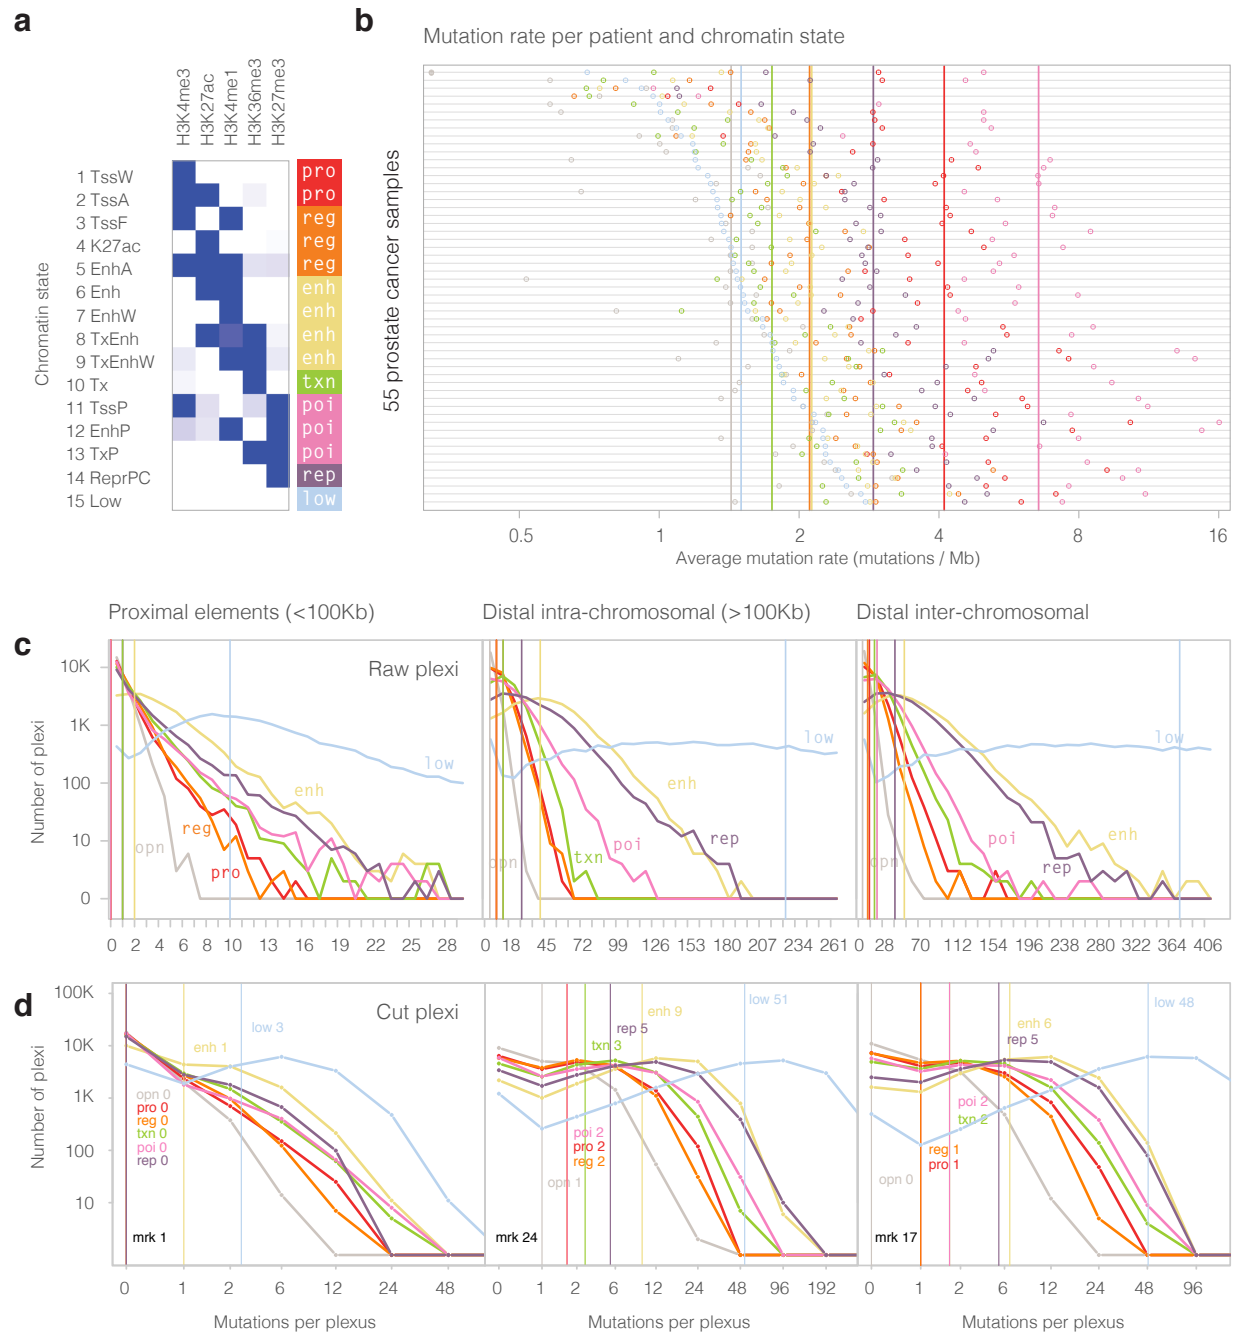 a
H3K4me3
H3K27ac
H3K4me1
H3K36me3
H3K27me3
Chromatin state
1 TssW pro
2 TssA pro
3 TssF reg
4 K27ac reg
5 EnhA reg
6 Enh enh
7 EnhW enh
8 TxEnh enh
9 TxEnhW enh
10 Tx txn
11 TssP poi
12 EnhP poi
13 TxP poi
14 ReprPC rep
15 Low low
b
Mutation rate per patient and chromatin state
55 prostate cancer samples
0.5 1 2 4 8 16
Average mutation rate (mutations / Mb)
Proximal elements (<100Kb) Distal intra-chromosomal (>100Kb) Distal inter-chromosomal
c
Number of plexi
10K
1K
100
10
0
Raw plexi
low
enh
reg
opn
pro
0 2 4 6 8 10 13 16 19 22 25 28
low
enh
rep
poi
opn
txn
0 18 45 72 99 126 153 180 207 234 261
low
enh
poi
opn
rep
0 28 70 112 154 196 238 280 322 364 406
d
Number of plexi
100K
10K
1K
100
10
Cut plexi
low 3
enh 1
opn 0
pro 0
reg 0
txn 0
poi 0
rep 0
mrk 1
0 1 2 6 12 24 48
Mutations per plexus
low 51
enh 9
rep 5
txn 3
poi 2
pro 2
reg 2
opn 1
mrk 24
0 1 2 6 12 24 48 96 192
Mutations per plexus
low 48
enh 6
rep 5
poi 2
txn 2
reg 1
pro 1
opn 0
mrk 17
0 1 2 6 12 24 48 96
Mutations per plexus